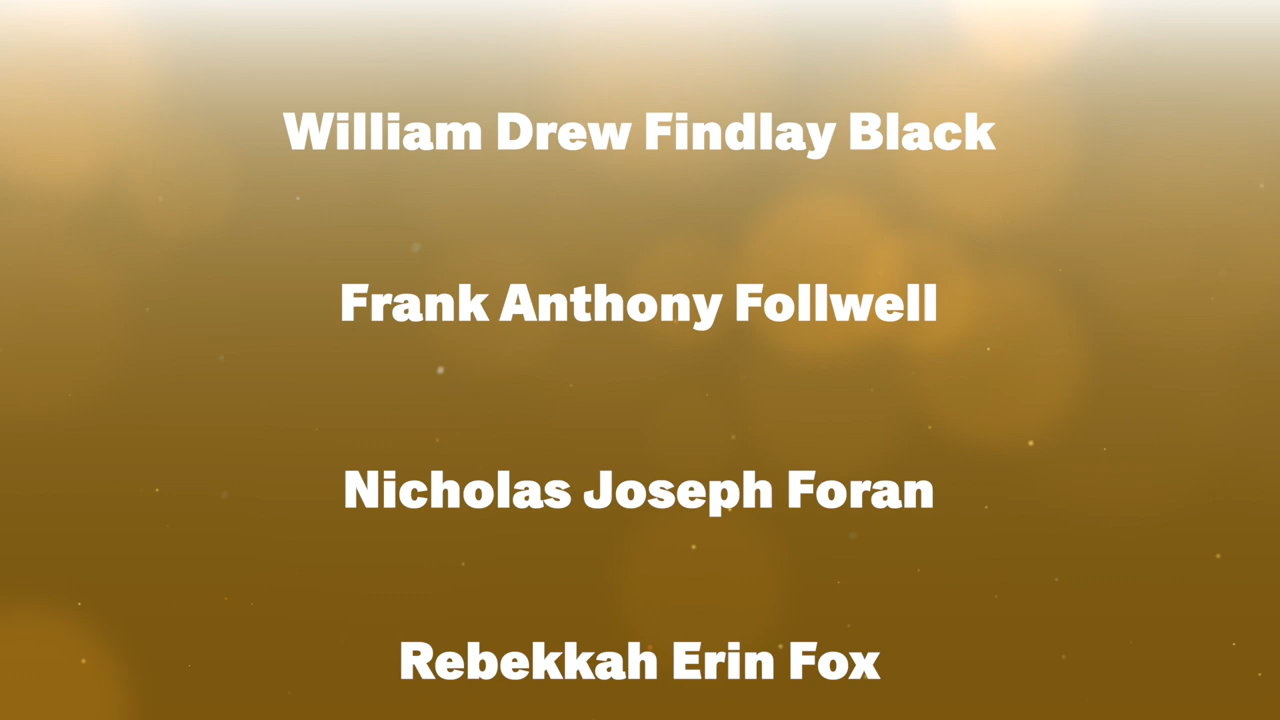 William Drew Findlay Black
Frank Anthony Follwell
Nicholas Joseph Foran
Rebekkah Erin Fox